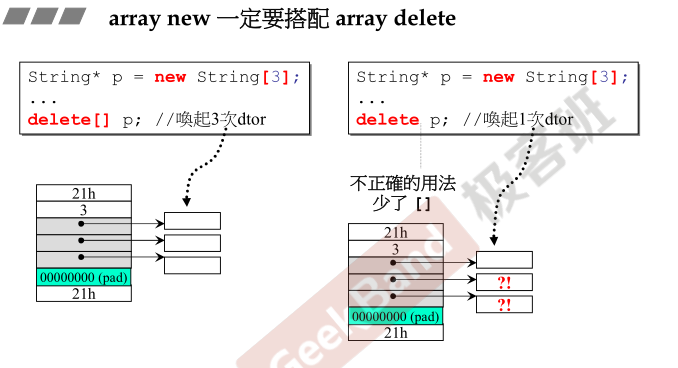 array new 一定要搭配 array delete
String* p = new String[3];
...
delete[] p; //喚起3次dtor
21h
3
00000000 (pad)
21h
String* p = new String[3];
...
delete p; //喚起1次dtor
不正確的用法
少了 []
21h
3
?!
?!
00000000 (pad)
21h
GeekBand 极客班